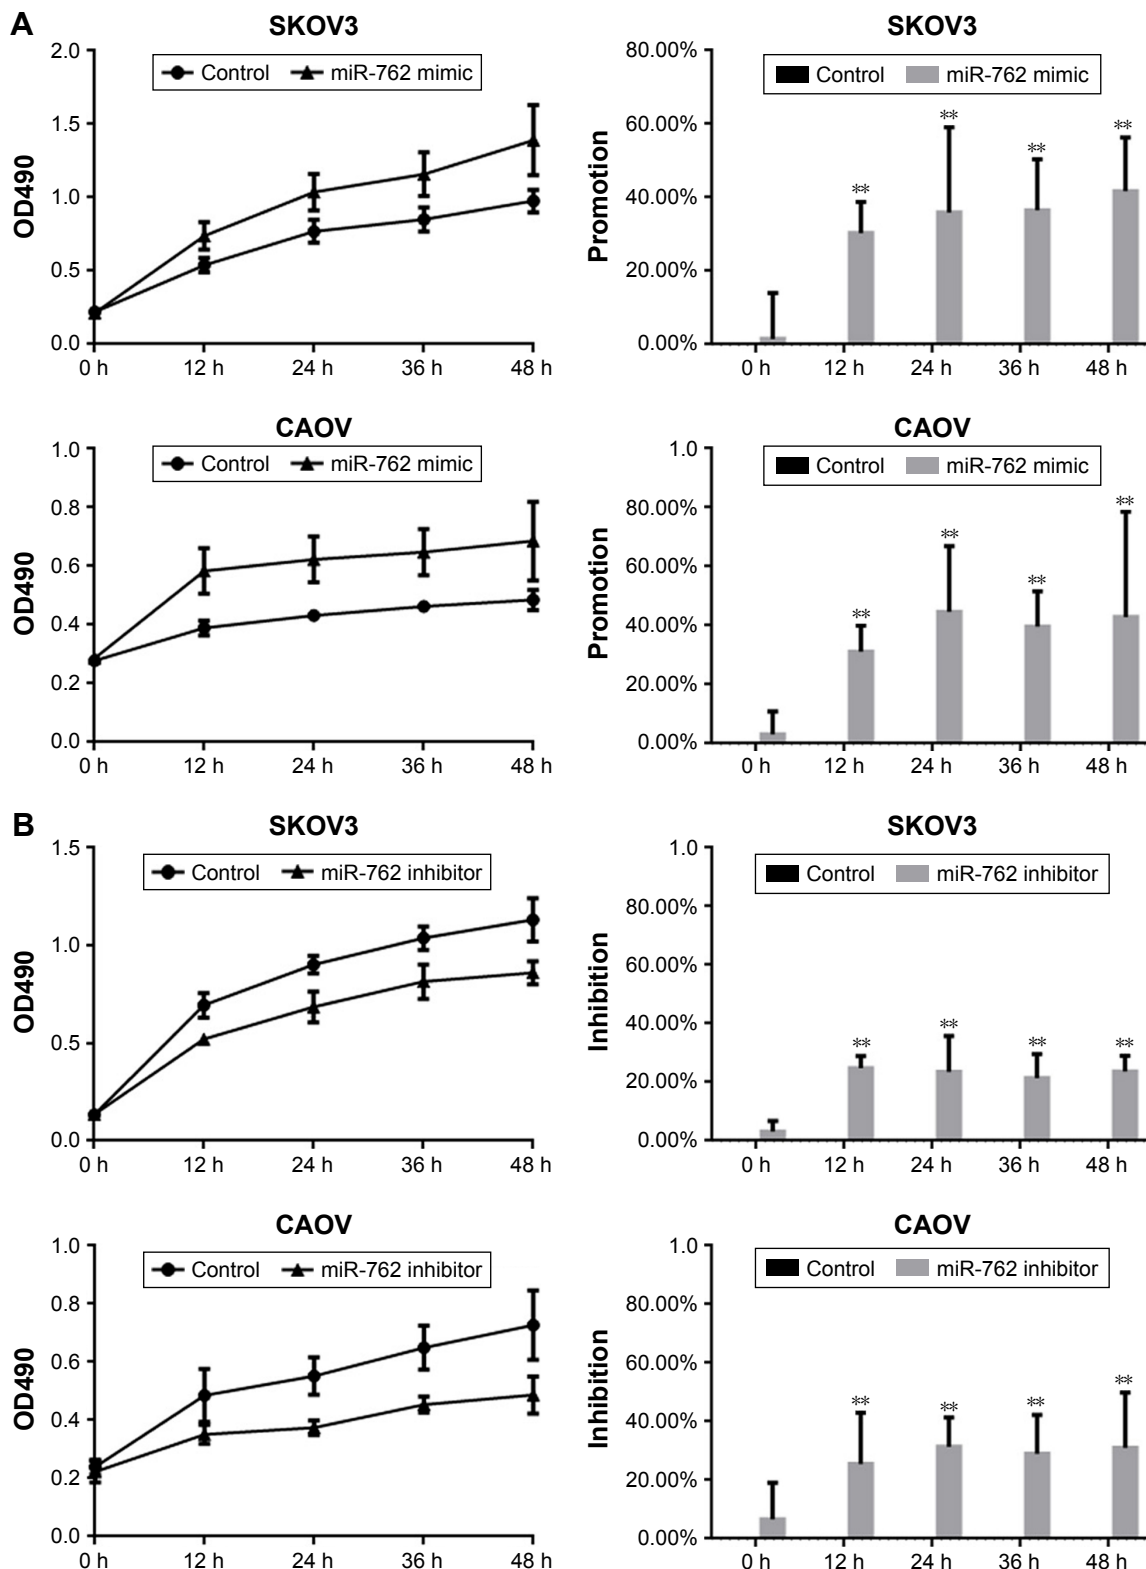 A
SKOV3
Control miR-762 mimic
OD490
2.0
1.5
1.0
0.5
0.0
0 h 12 h 24 h 36 h 48 h
SKOV3
Control miR-762 mimic
Promotion
80.00%
60.00%
40.00%
20.00%
0.00%
** ** ** **
0 h 12 h 24 h 36 h 48 h
CAOV
Control miR-762 mimic
OD490
1.0
0.8
0.6
0.4
0.2
0.0
0 h 12 h 24 h 36 h 48 h
CAOV
Control miR-762 mimic
Promotion
1.0
80.00%
60.00%
40.00%
20.00%
0.00%
** ** ** **
0 h 12 h 24 h 36 h 48 h
B
SKOV3
Control miR-762 inhibitor
OD490
1.5
1.0
0.5
0.0
0 h 12 h 24 h 36 h 48 h
SKOV3
Control miR-762 inhibitor
Inhibition
1.0
80.00%
60.00%
40.00%
20.00%
0.00%
** ** ** **
0 h 12 h 24 h 36 h 48 h
CAOV
Control miR-762 inhibitor
OD490
1.0
0.8
0.6
0.4
0.2
0.0
0 h 12 h 24 h 36 h 48 h
CAOV
Control miR-762 inhibitor
Inhibition
1.0
80.00%
60.00%
40.00%
20.00%
0.00%
** ** ** **
0 h 12 h 24 h 36 h 48 h